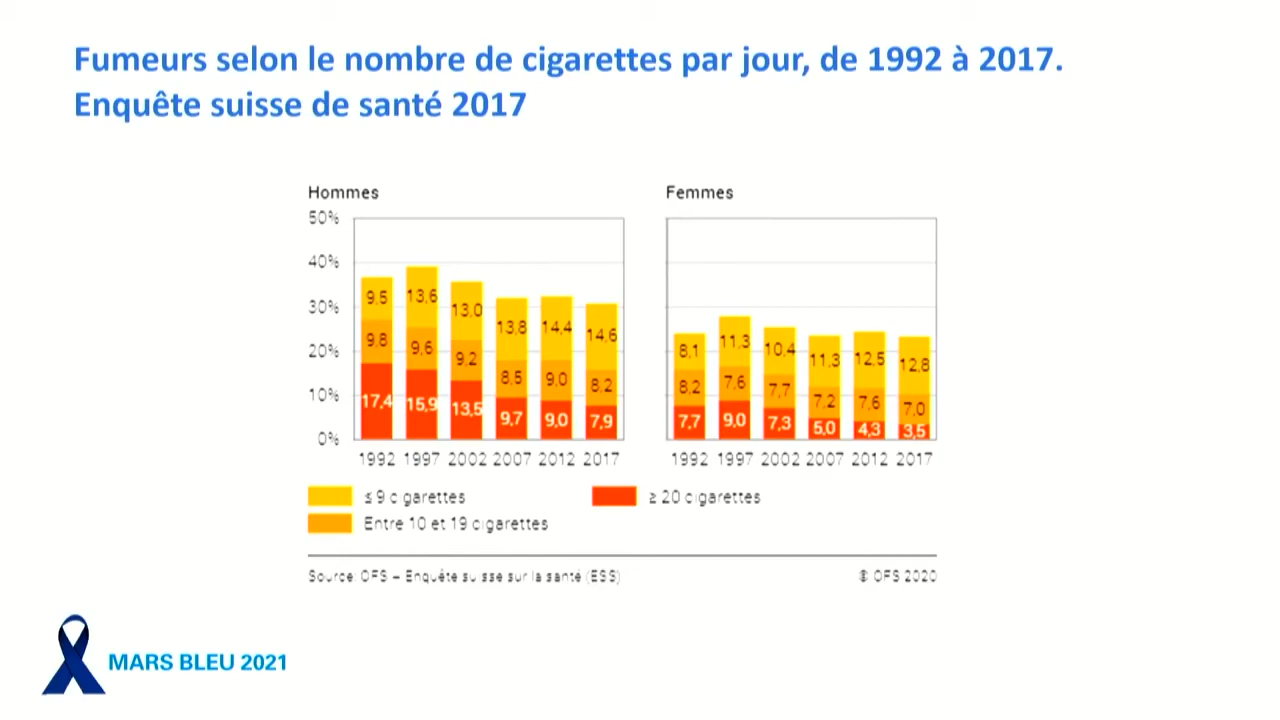 Fumeurs selon le nombre de cigarettes par jour, de 1992 à 2017.
Enquête suisse de santé 2017
Hommes
Femmes
50%
40%
30%
20%
10%
0%
9,5 13,6 13,0 13,8 14,4 14,6
9,8 9,6 9,2 8,5 9,0 8,2
17,4 15,9 13,5 9,7 9,0 7,9
1992 1997 2002 2007 2012 2017
8,1 11,3 10,4 11,3 12,5 12,8
8,2 7,6 7,7 7,2 7,6 7,0
7,7 9,0 7,3 5,0 4,3 3,5
1992 1997 2002 2007 2012 2017
≤ 9 cigarettes
≥ 20 cigarettes
Entre 10 et 19 cigarettes
Source: OFS – Enquête suisse sur la santé (ESS)
© OFS 2020
MARS BLEU 2021